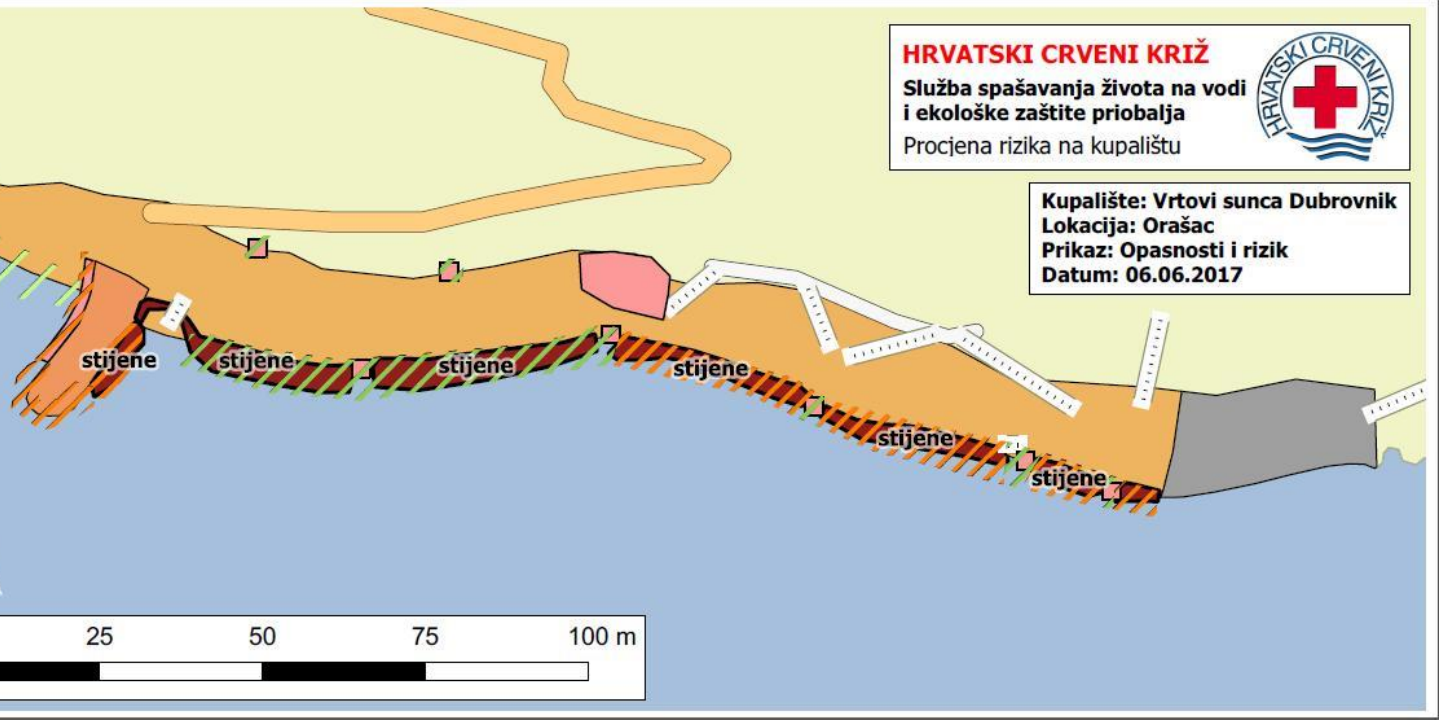 HRVATSKI CRVENI KRIŽ
Služba spašavanja života na vodi
i ekološke zaštite priobalja
Procjena rizika na kupalištu
HRVATSKI CRVENI KRIŽ
Kupalište: Vrtovi sunca Dubrovnik
Lokacija: Orašac
Prikaz: Opasnosti i rizik
Datum: 06.06.2017
stijene
stijene
stijene
stijene
stijene
stijene
25 50 75 100 m